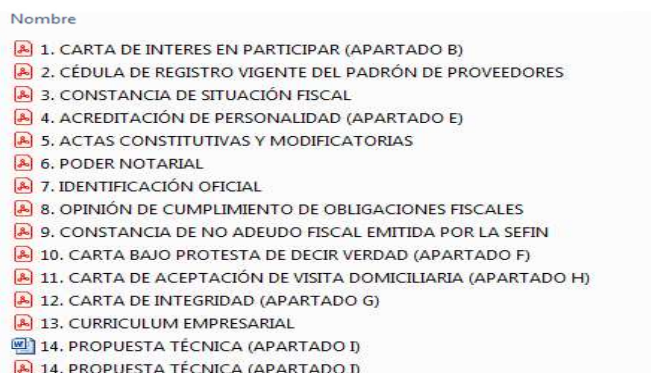 Nombre
1. CARTA DE INTERES EN PARTICIPAR (APARTADO B)
2. CÉDULA DE REGISTRO VIGENTE DEL PADRÓN DE PROVEEDORES
3. CONSTANCIA DE SITUACIÓN FISCAL
4. ACREDITACIÓN DE PERSONALIDAD (APARTADO E)
5. ACTAS CONSTITUTIVAS Y MODIFICATORIAS
6. PODER NOTARIAL
7. IDENTIFICACIÓN OFICIAL
8. OPINIÓN DE CUMPLIMIENTO DE OBLIGACIONES FISCALES
9. CONSTANCIA DE NO ADEUDO FISCAL EMITIDA POR LA SEFIN
10. CARTA BAJO PROTESTA DE DECIR VERDAD (APARTADO F)
11. CARTA DE ACEPTACIÓN DE VISITA DOMICILIARIA (APARTADO H)
12. CARTA DE INTEGRIDAD (APARTADO G)
13. CURRICULUM EMPRESARIAL
14. PROPUESTA TÉCNICA (APARTADO I)
14. PROPUESTA TÉCNICA (APARTADO I)